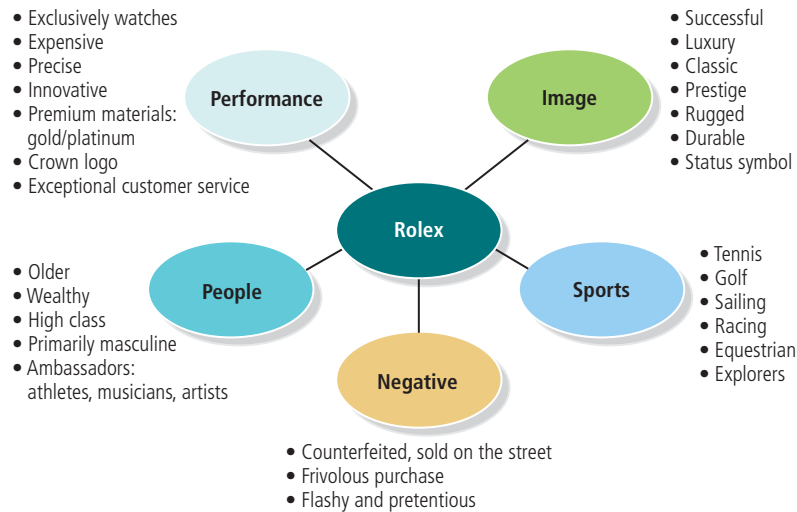 • Exclusively watches
• Expensive
• Precise
• Innovative
• Premium materials:
gold/platinum
• Crown logo
• Exceptional customer service
Performance
Image
• Successful
• Luxury
• Classic
• Prestige
• Rugged
• Durable
• Status symbol
Rolex
• Older
• Wealthy
• High class
• Primarily masculine
• Ambassadors:
athletes, musicians, artists
People
Sports
• Tennis
• Golf
• Sailing
• Racing
• Equestrian
• Explorers
Negative
• Counterfeited, sold on the street
• Frivolous purchase
• Flashy and pretentious